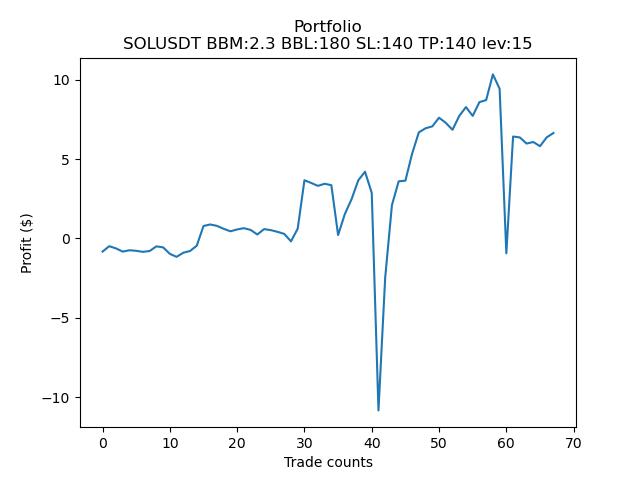 Portfolio
SOLUSDT BBM:2.3 BBL:180 SL:140 TP:140 lev:15
10
5
0
−5
−10
Profit ($)
0 10 20 30 40 50 60 70
Trade counts